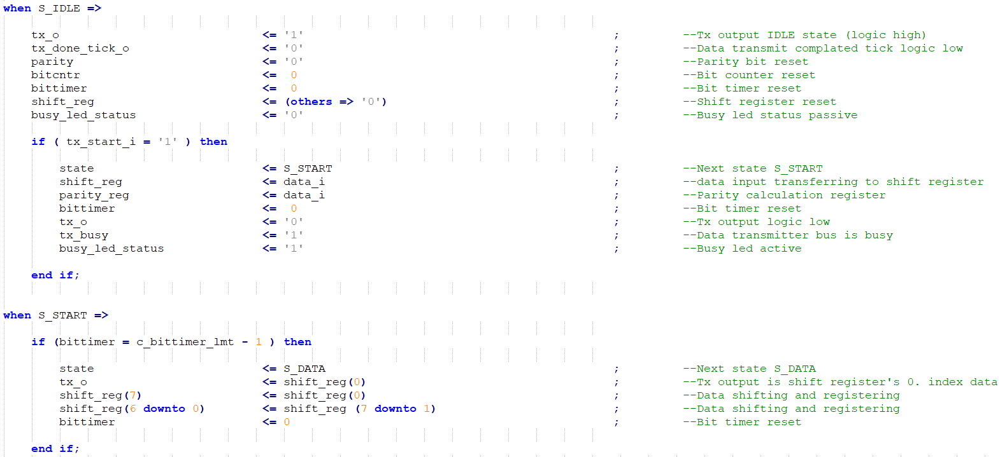 when S_IDLE =>
tx_o <= '1' ; --Tx output IDLE state (logic high)
tx_done_tick_o <= '0' ; --Data transmit complated tick logic low
parity <= '0' ; --Parity bit reset
bitcntr <= 0 ; --Bit counter reset
bittimer <= 0 ; --Bit timer reset
shift_reg <= (others => '0') ; --Shift register reset
busy_led_status <= '0' ; --Busy led status passive
if ( tx_start_i = '1' ) then
state <= S_START ; --Next state S_START
shift_reg <= data_i ; --data input transferring to shift register
parity_reg <= data_i ; --Parity calculation register
bittimer <= 0 ; --Bit timer reset
tx_o <= '0' ; --Tx output logic low
tx_busy <= '1' ; --Data transmitter bus is busy
busy_led_status <= '1' ; --Busy led active
end if;
when S_START =>
if (bittimer = c_bittimer_lmt - 1 ) then
state <= S_DATA ; --Next state S_DATA
tx_o <= shift_reg(0) ; --Tx output is shift register's 0. index data
shift_reg(7) <= shift_reg(0) ; --Data shifting and registering
shift_reg(6 downto 0) <= shift_reg (7 downto 1) ; --Data shifting and registering
bittimer <= 0 ; --Bit timer reset
end if;